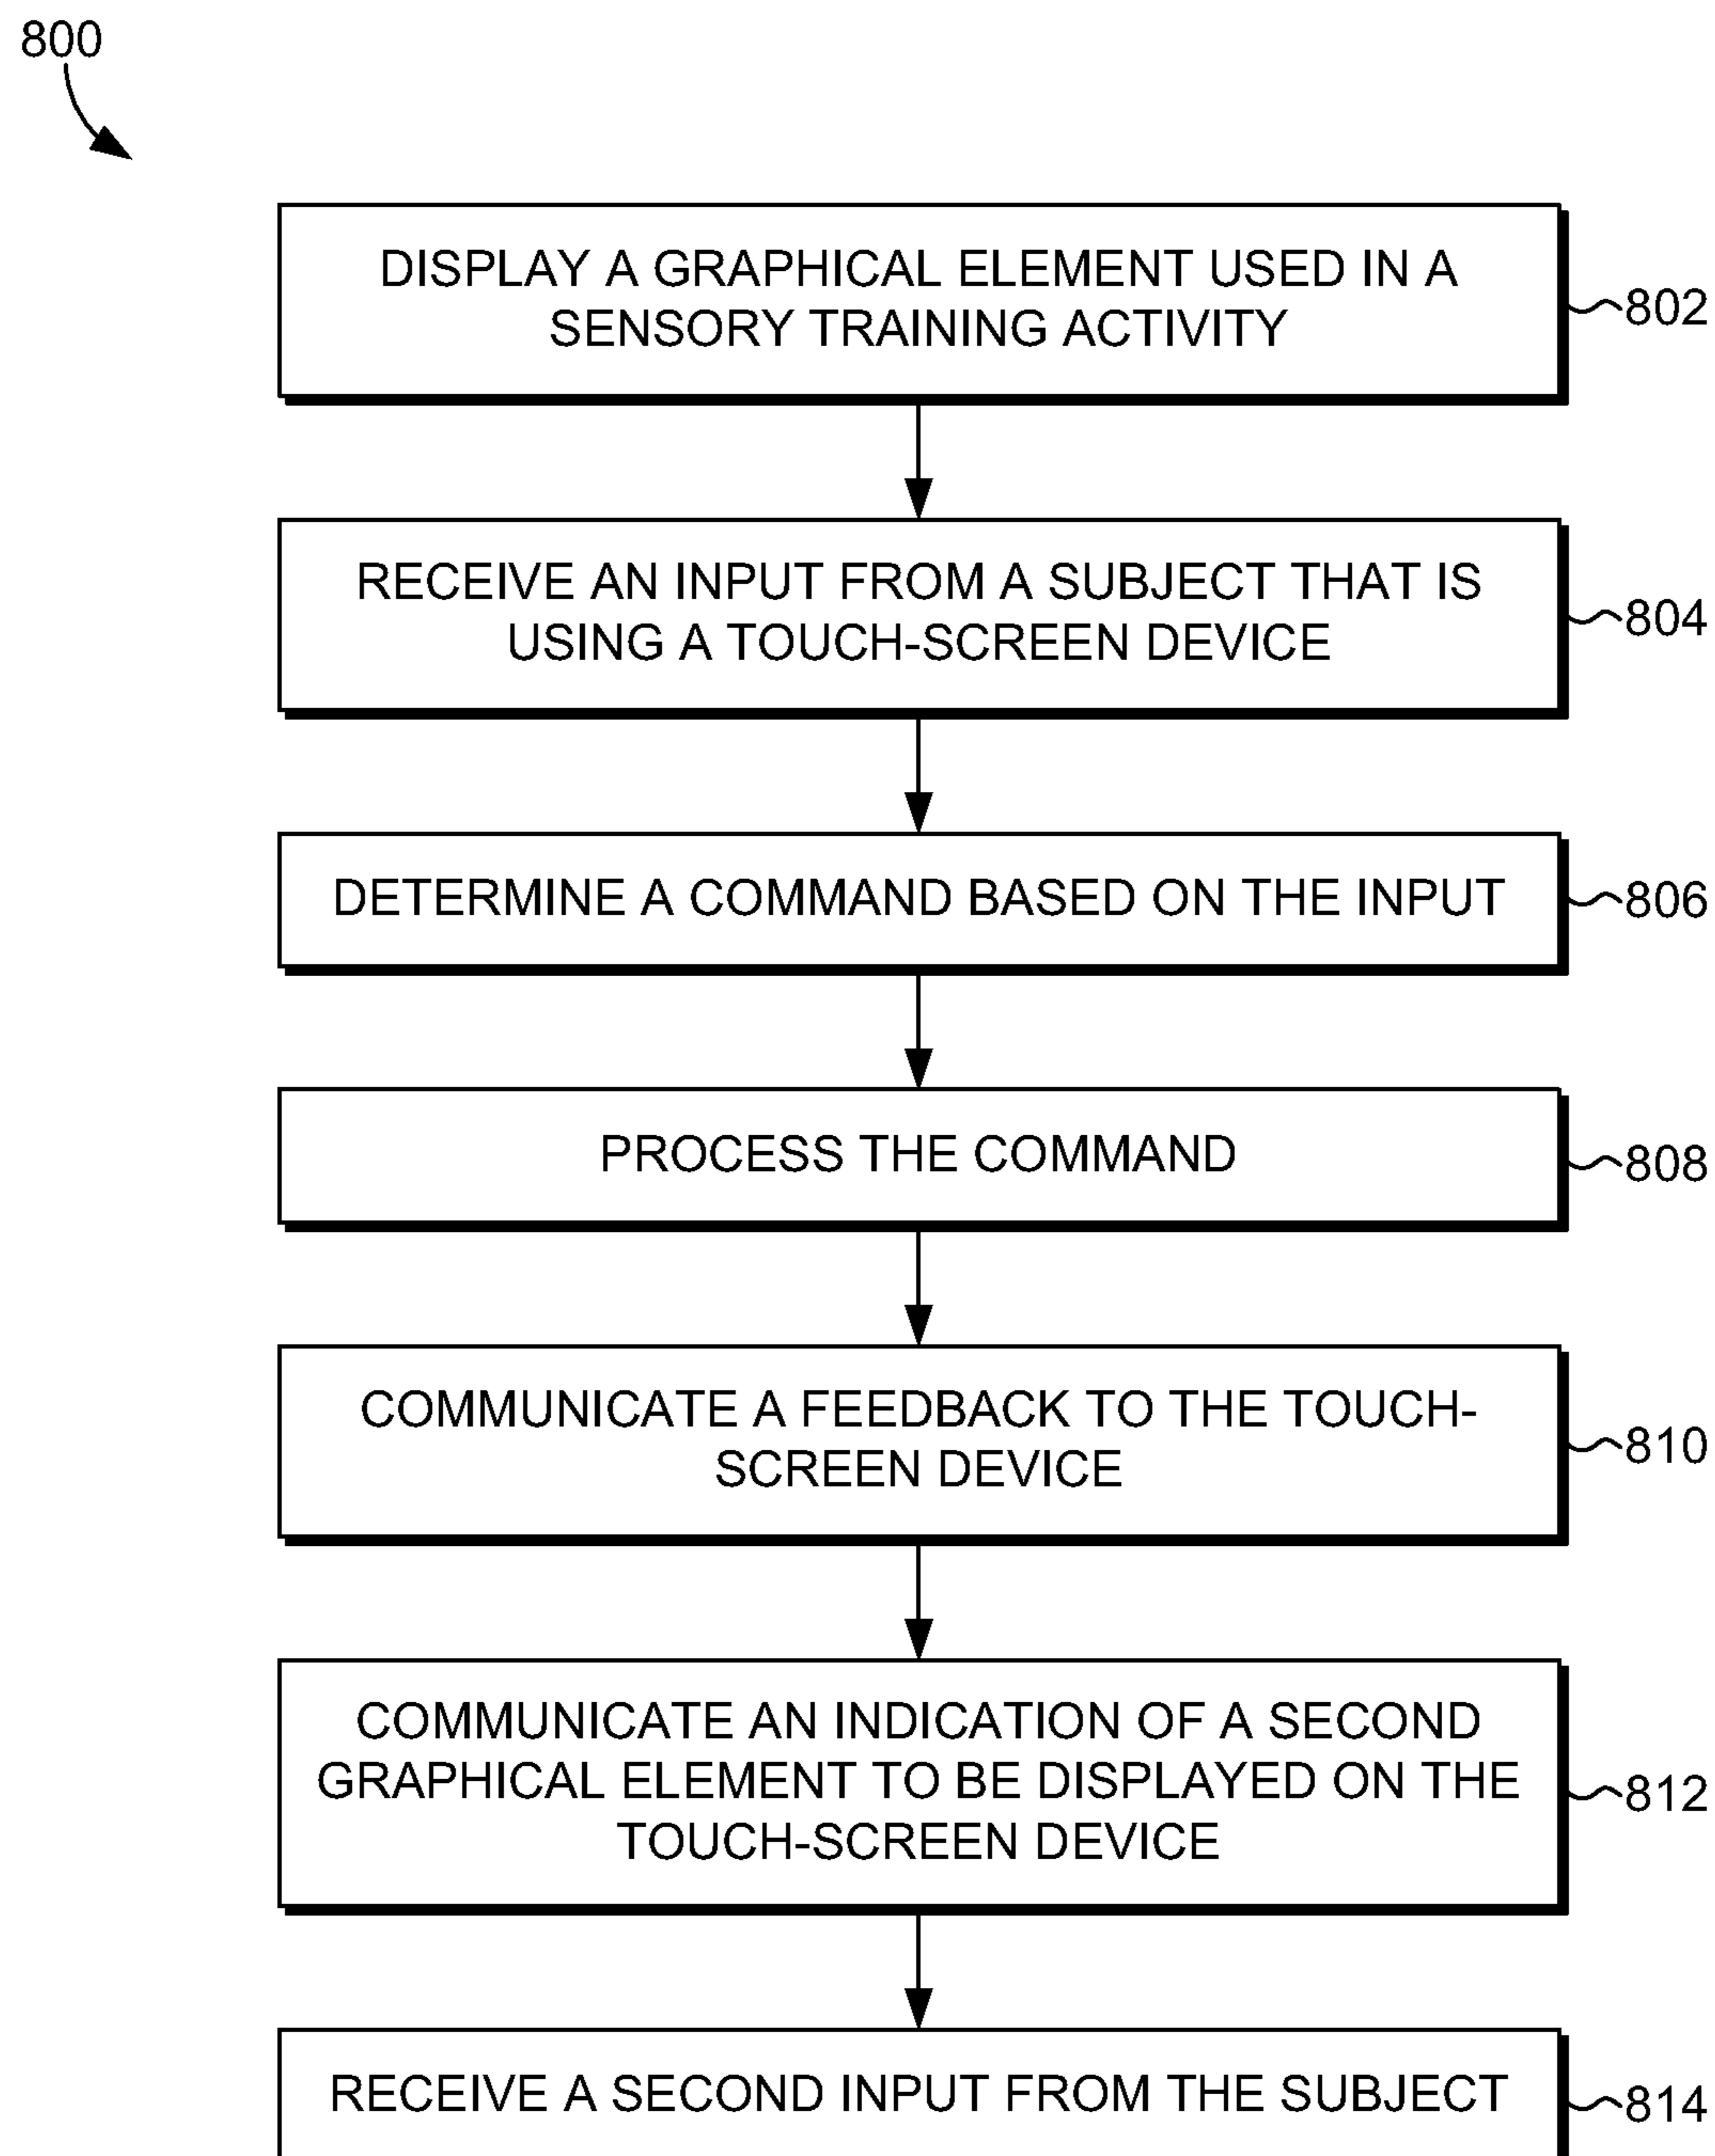 800
DISPLAY A GRAPHICAL ELEMENT USED IN A
SENSORY TRAINING ACTIVITY
802
RECEIVE AN INPUT FROM A SUBJECT THAT IS
USING A TOUCH-SCREEN DEVICE
804
DETERMINE A COMMAND BASED ON THE INPUT
806
PROCESS THE COMMAND
808
COMMUNICATE A FEEDBACK TO THE TOUCH-
SCREEN DEVICE
810
COMMUNICATE AN INDICATION OF A SECOND
GRAPHICAL ELEMENT TO BE DISPLAYED ON THE
TOUCH-SCREEN DEVICE
812
RECEIVE A SECOND INPUT FROM THE SUBJECT
814